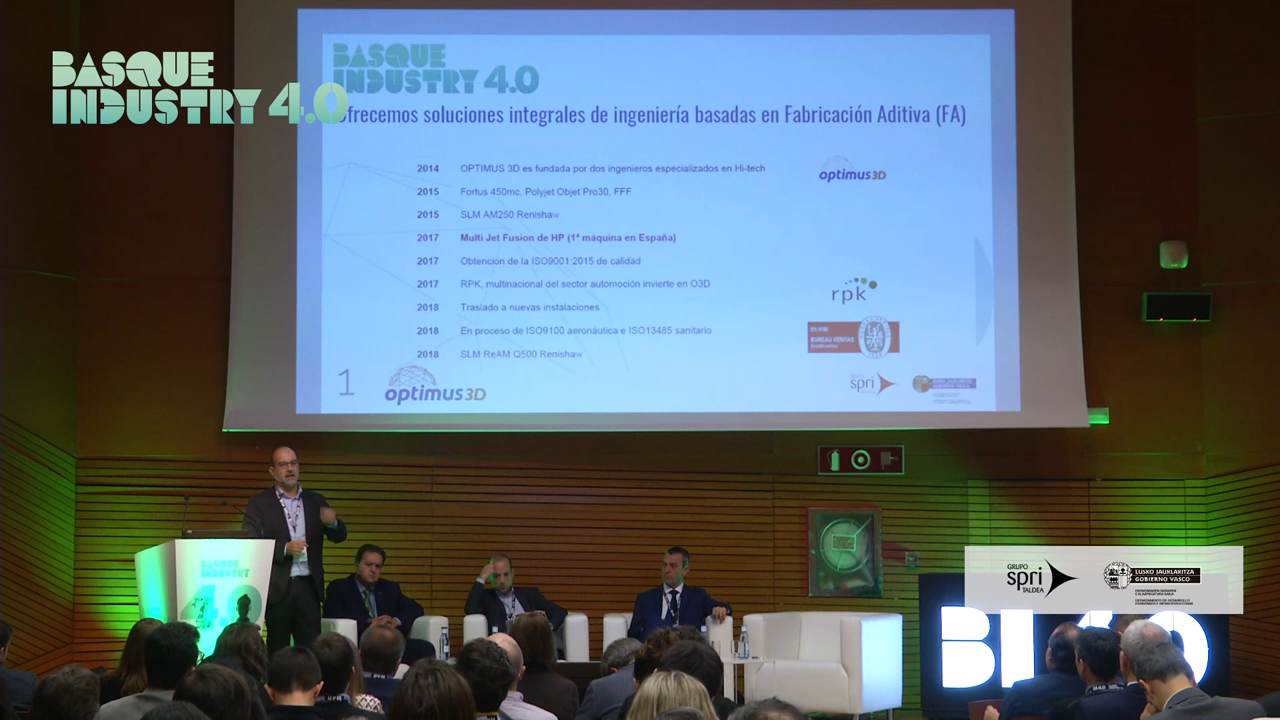 BASQUE
INDUSTRY 4.0
BASQUE
INDUSTRY 4.0
Ofrecemos soluciones integrales de ingeniería basadas en Fabricación Aditiva (FA)
2014 OPTIMUS 3D es fundada por dos ingenieros especializados en Hi-tech
optimus3D
2015 Fortus 450mc, Polyjet Objet Pro30, FFF
2015 SLM AM250 Renishaw
2017 Multi Jet Fusion de HP (1ª máquina en España)
2017 Obtención de la ISO9001:2015 de calidad
2017 RPK, multinacional del sector automoción invierte en O3D
rpk
2018 Traslado a nuevas instalaciones
2018 En proceso de ISO9100 aeronáutica e ISO13485 sanitario
BUREAU VERITAS
Certification
2018 SLM ReAM Q500 Renishaw
1
optimus3D
spri
BASQUE
INDUSTRY
4.0
GRUPO
spri
TALDEA
EUSKO JAURLARITZA
GOBIERNO VASCO
BI 4.0